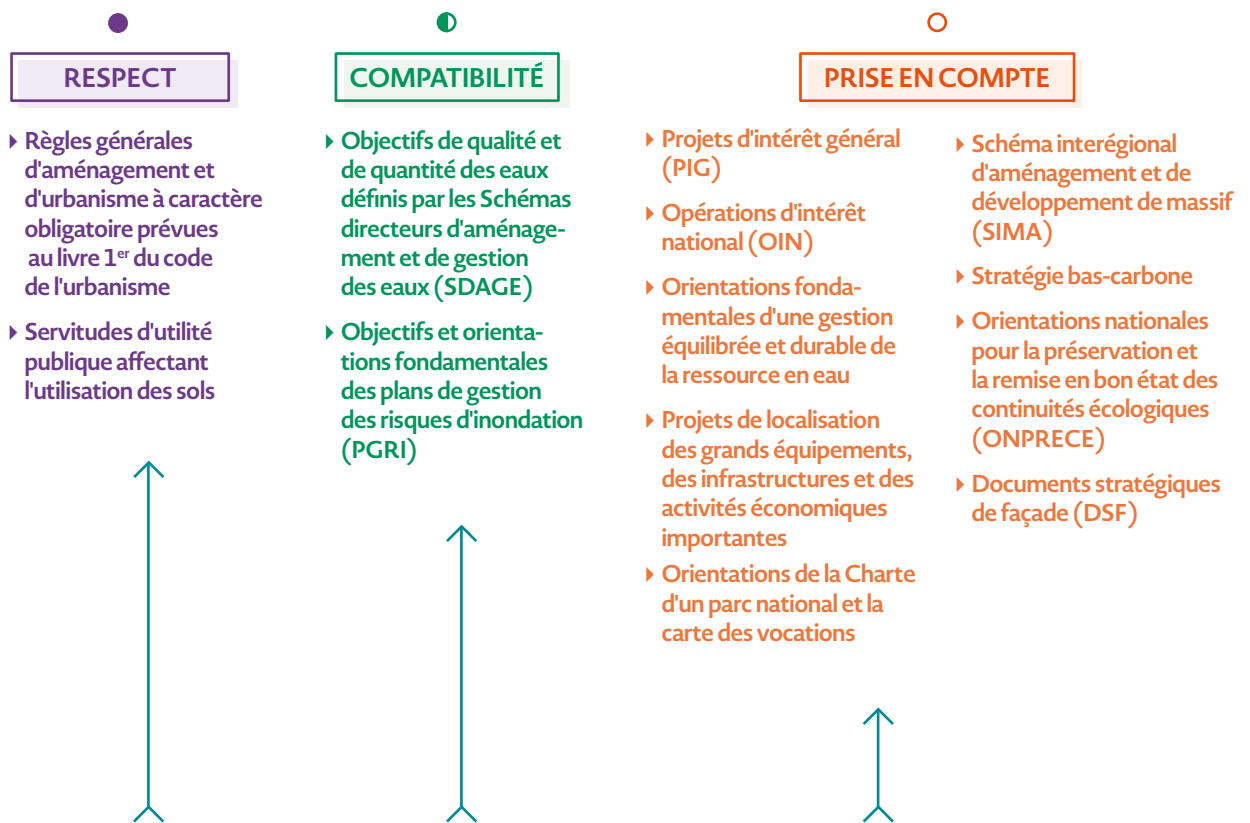 RESPECT
Règles générales
d'aménagement et
d'urbanisme à caractère
obligatoire prévues
au livre 1er du code
de l'urbanisme
Servitudes d'utilité
publique affectant
l'utilisation des sols
COMPATIBILITÉ
Objectifs de qualité et
de quantité des eaux
définis par les Schémas
directeurs d'aménage-
ment et de gestion
des eaux (SDAGE)
Objectifs et orienta-
tions fondamentales
des plans de gestion
des risques d'inondation
(PGRI)
PRISE EN COMPTE
Projets d'intérêt général
(PIG)
Opérations d'intérêt
national (OIN)
Orientations fonda-
mentales d'une gestion
équilibrée et durable de
la ressource en eau
Projets de localisation
des grands équipements,
des infrastructures et des
activités économiques
importantes
Orientations de la Charte
d'un parc national et la
carte des vocations
Schéma interégional
d'aménagement et de
développement de massif
(SIMA)
Stratégie bas-carbone
Orientations nationales
pour la préservation et
la remise en bon état des
continuités écologiques
(ONPRECE)
Documents stratégiques
de façade (DSF)